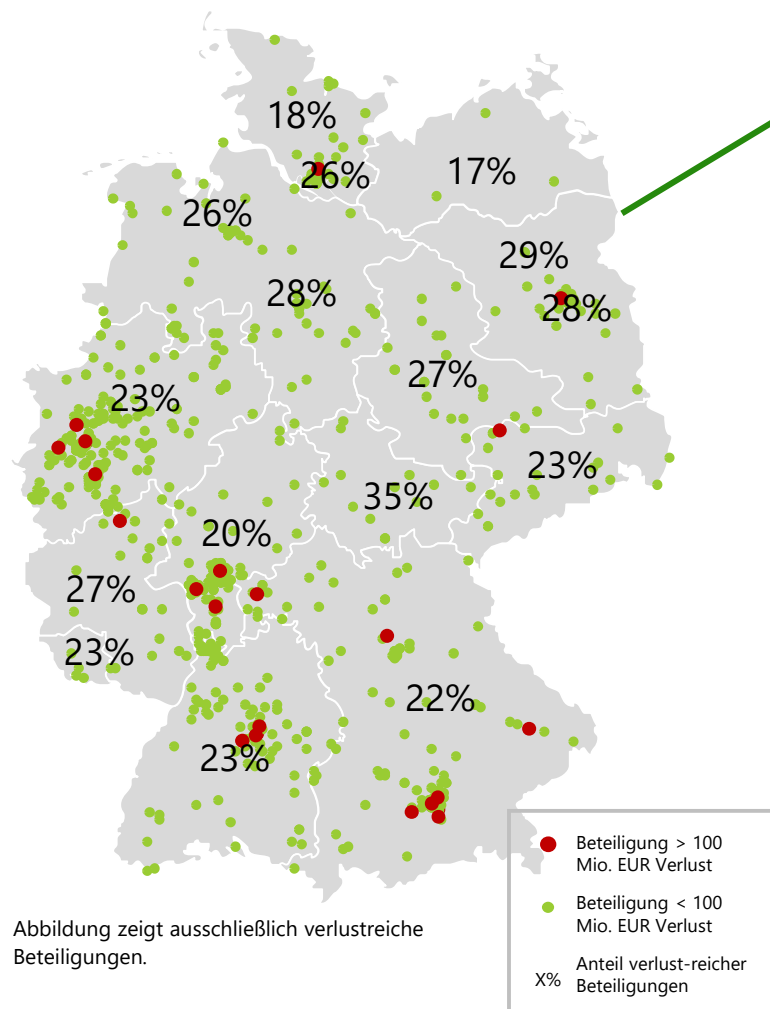 18%
26%
17%
26%
29%
28%
28%
27%
23%
23%
35%
20%
27%
23%
22%
23%
Beteiligung > 100
Mio. EUR Verlust
Beteiligung < 100
Mio. EUR Verlust
Abbildung zeigt ausschließlich verlustreiche
Beteiligungen.
X% Anteil verlust-reicher
Beteiligungen